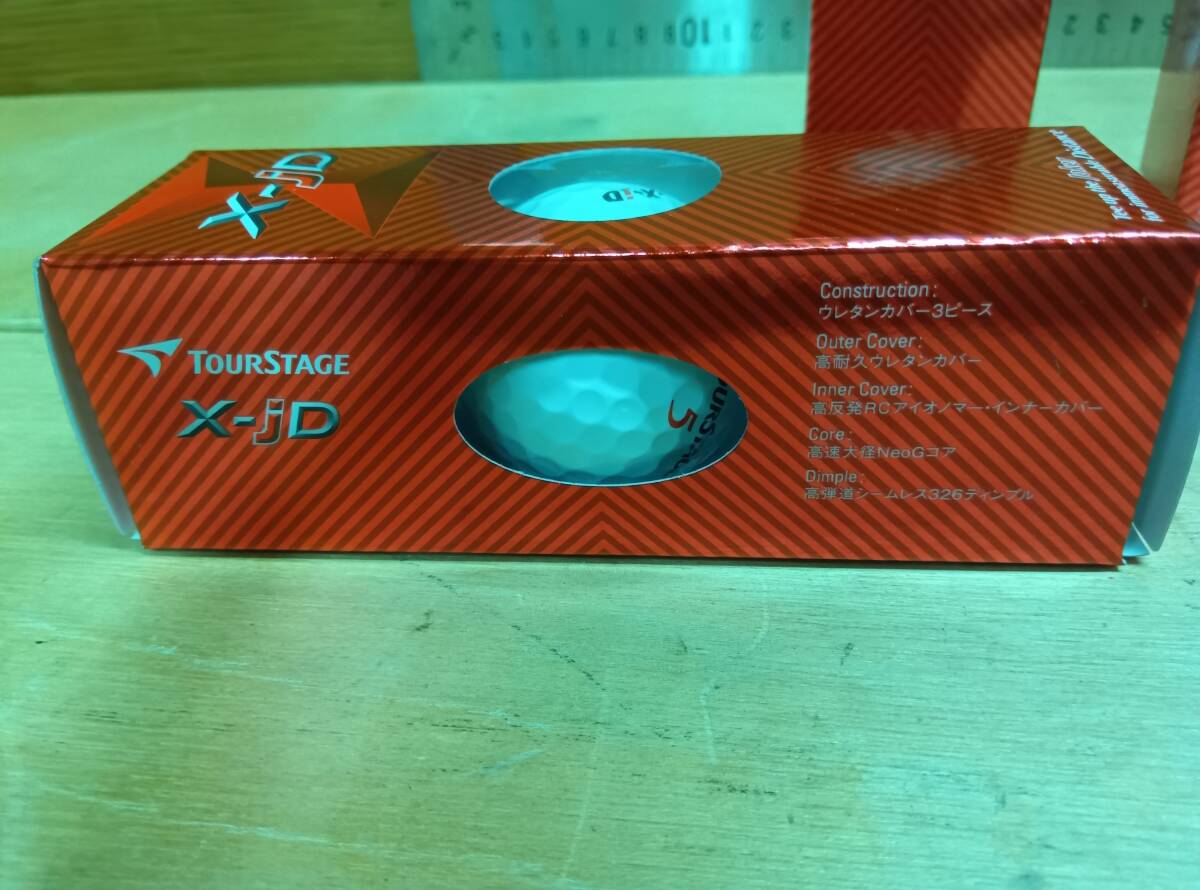 X-jD
X-jD
TOURSTAGE
X-jD
5
Construction:
ウレタンカバー3ピース
Outer Cover:
高耐久ウレタンカバー
Inner Cover:
高反発RCアイオノマー・インナーカバー
Core:
高速大径NeoGコア
Dimple:
高弾道シームレス326ディンプル